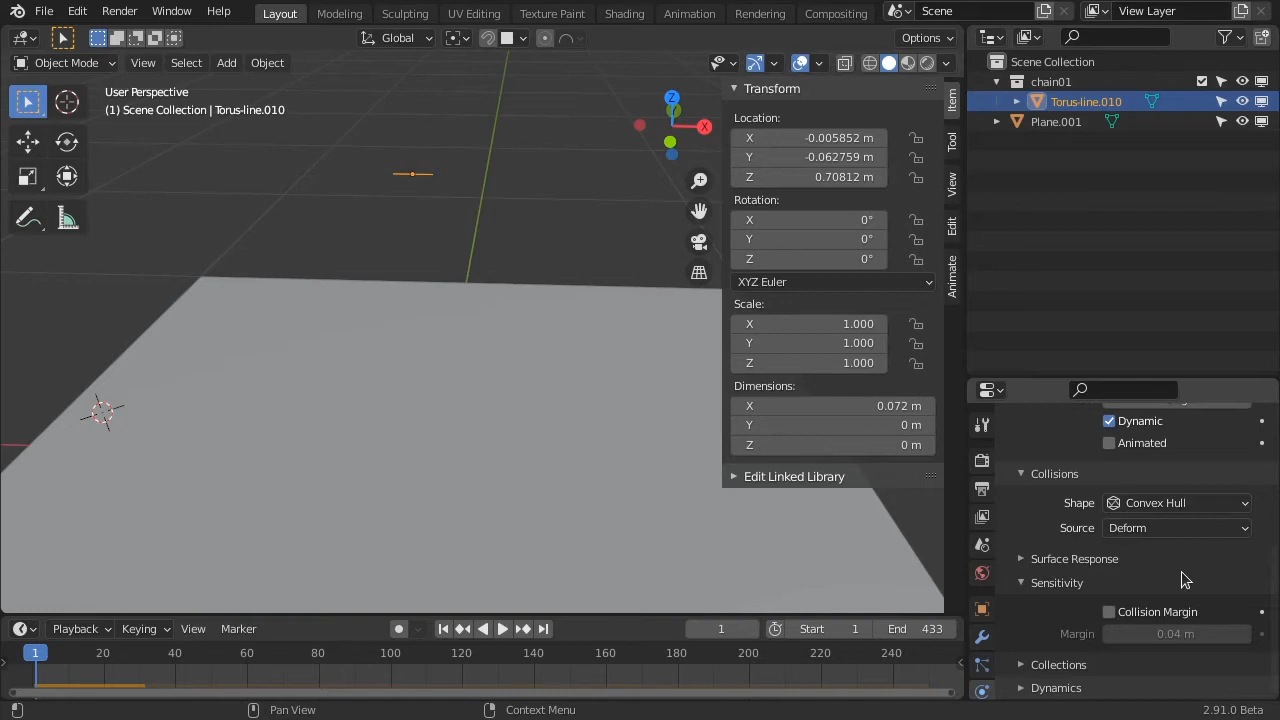 File Edit Render Window Help Layout Modeling Sculpting UV Editing Texture Paint Shading Animation Rendering Compositing Scene View Layer
Global Options
Object Mode View Select Add Object
User Perspective
(1) Scene Collection | Torus-line.010
Z
X
Transform
Location:
X -0.005852 m
Y -0.062759 m
Z 0.70812 m
Rotation:
X 0°
Y 0°
Z 0°
XYZ Euler
Scale:
X 1.000
Y 1.000
Z 1.000
Dimensions:
X 0.072 m
Y 0 m
Z 0 m
Edit Linked Library
Item
Tool
View
Edit
Animate
Scene Collection
chain01
Torus-line.010
Plane.001
Dynamic
Animated
Collisions
Shape Convex Hull
Source Deform
Surface Response
Sensitivity
Collision Margin
Margin 0.04 m
Collections
Dynamics
Playback Keying View Marker 1 Start 1 End 433
1 20 40 60 80 100 120 140 160 180 200 220 240
Pan View Context Menu 2.91.0 Beta